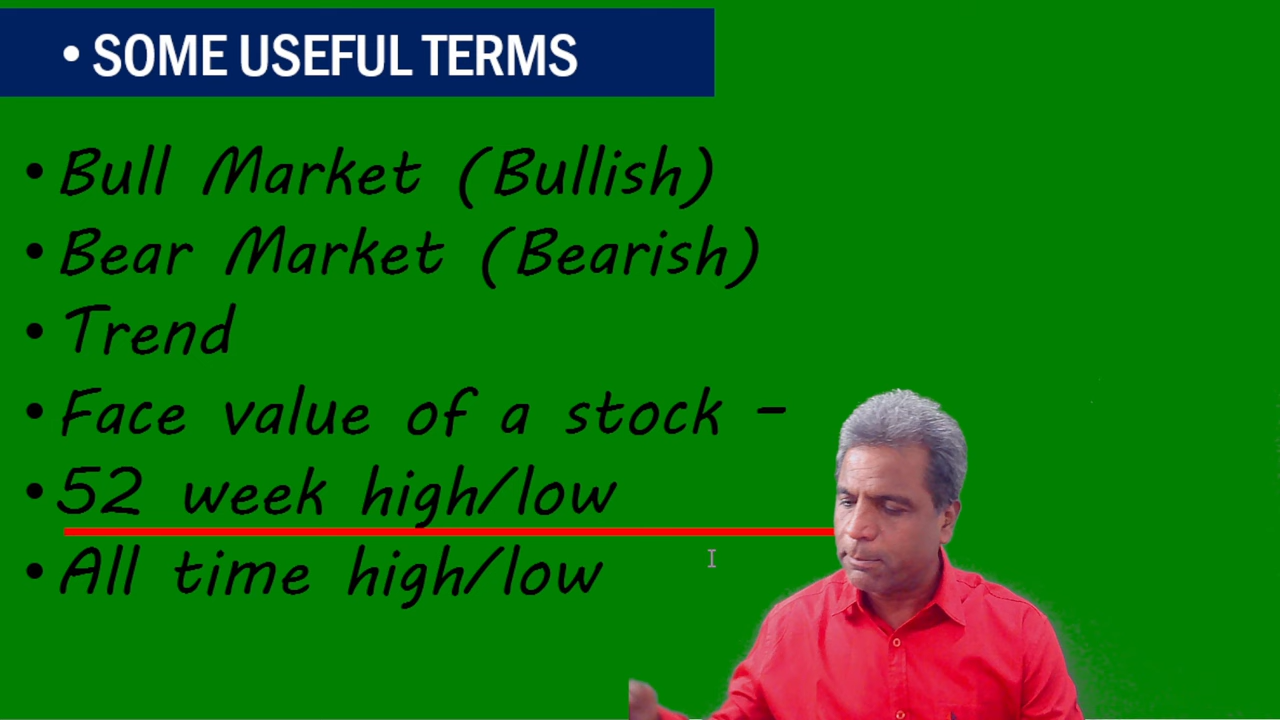 • SOME USEFUL TERMS
• Bull Market (Bullish)
• Bear Market (Bearish)
• Trend
• Face value of a stock -
• 52 week high/low
• All time high/low